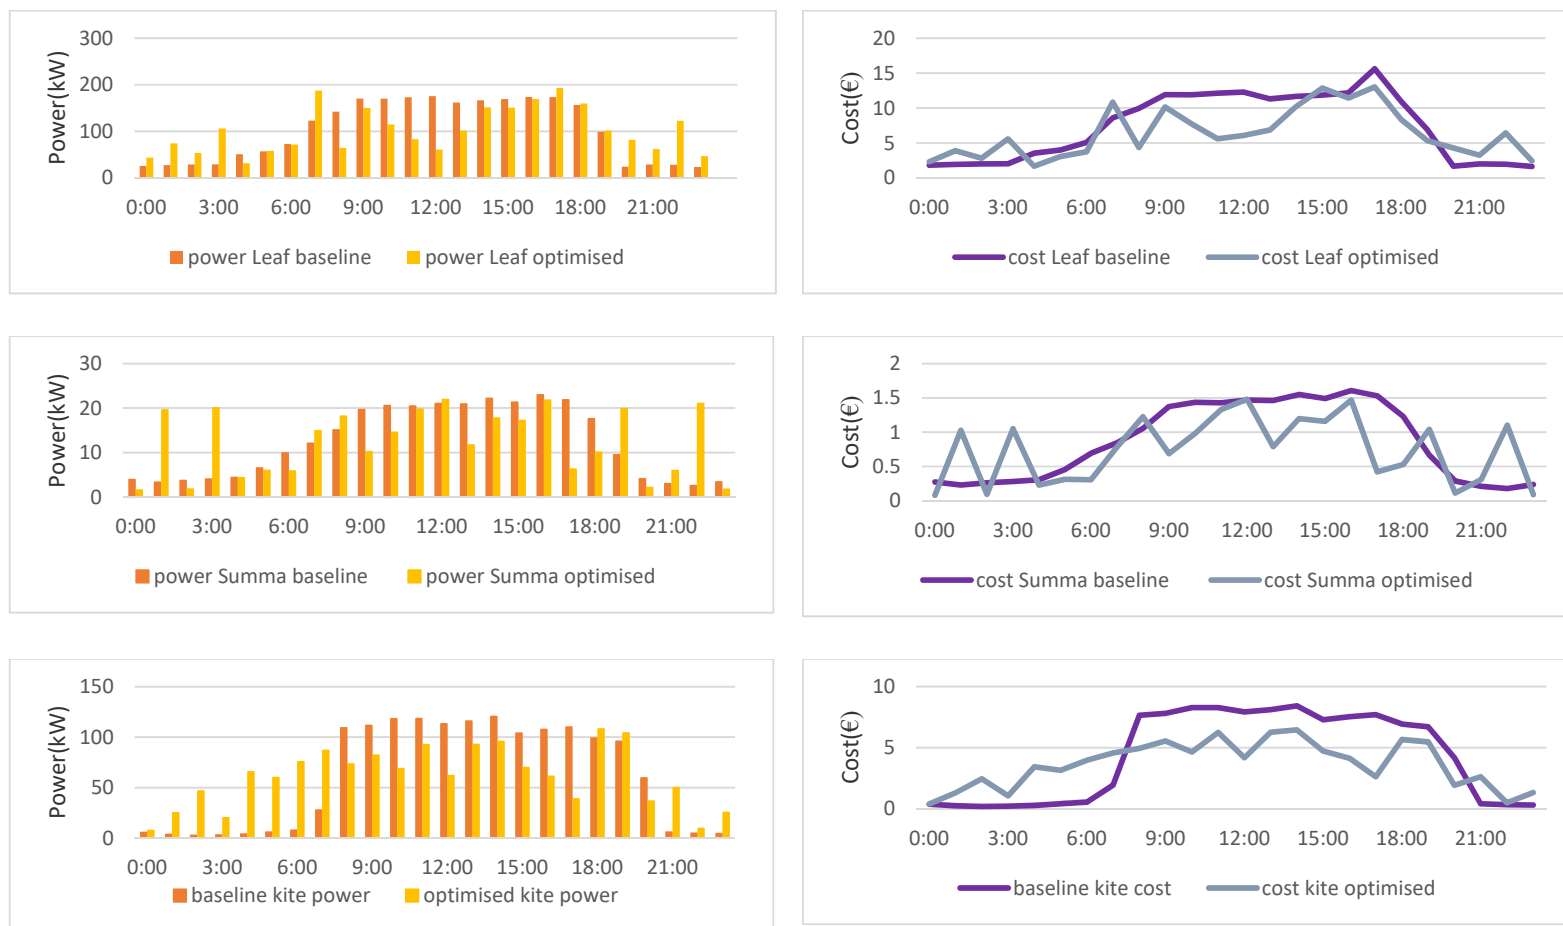 Power(kW)
300
200
100
0
0:00 3:00 6:00 9:00 12:00 15:00 18:00 21:00
power Leaf baseline power Leaf optimised
Cost(€)
20
15
10
5
0
0:00 3:00 6:00 9:00 12:00 15:00 18:00 21:00
cost Leaf baseline cost Leaf optimised
Power(kW)
30
20
10
0
0:00 3:00 6:00 9:00 12:00 15:00 18:00 21:00
power Summa baseline power Summa optimised
Cost(€)
2
1.5
1
0.5
0
0:00 3:00 6:00 9:00 12:00 15:00 18:00 21:00
cost Summa baseline cost Summa optimised
Power(kW)
150
100
50
0
0:00 3:00 6:00 9:00 12:00 15:00 18:00 21:00
baseline kite power optimised kite power
Cost(€)
10
5
0
0:00 3:00 6:00 9:00 12:00 15:00 18:00 21:00
baseline kite cost cost kite optimised